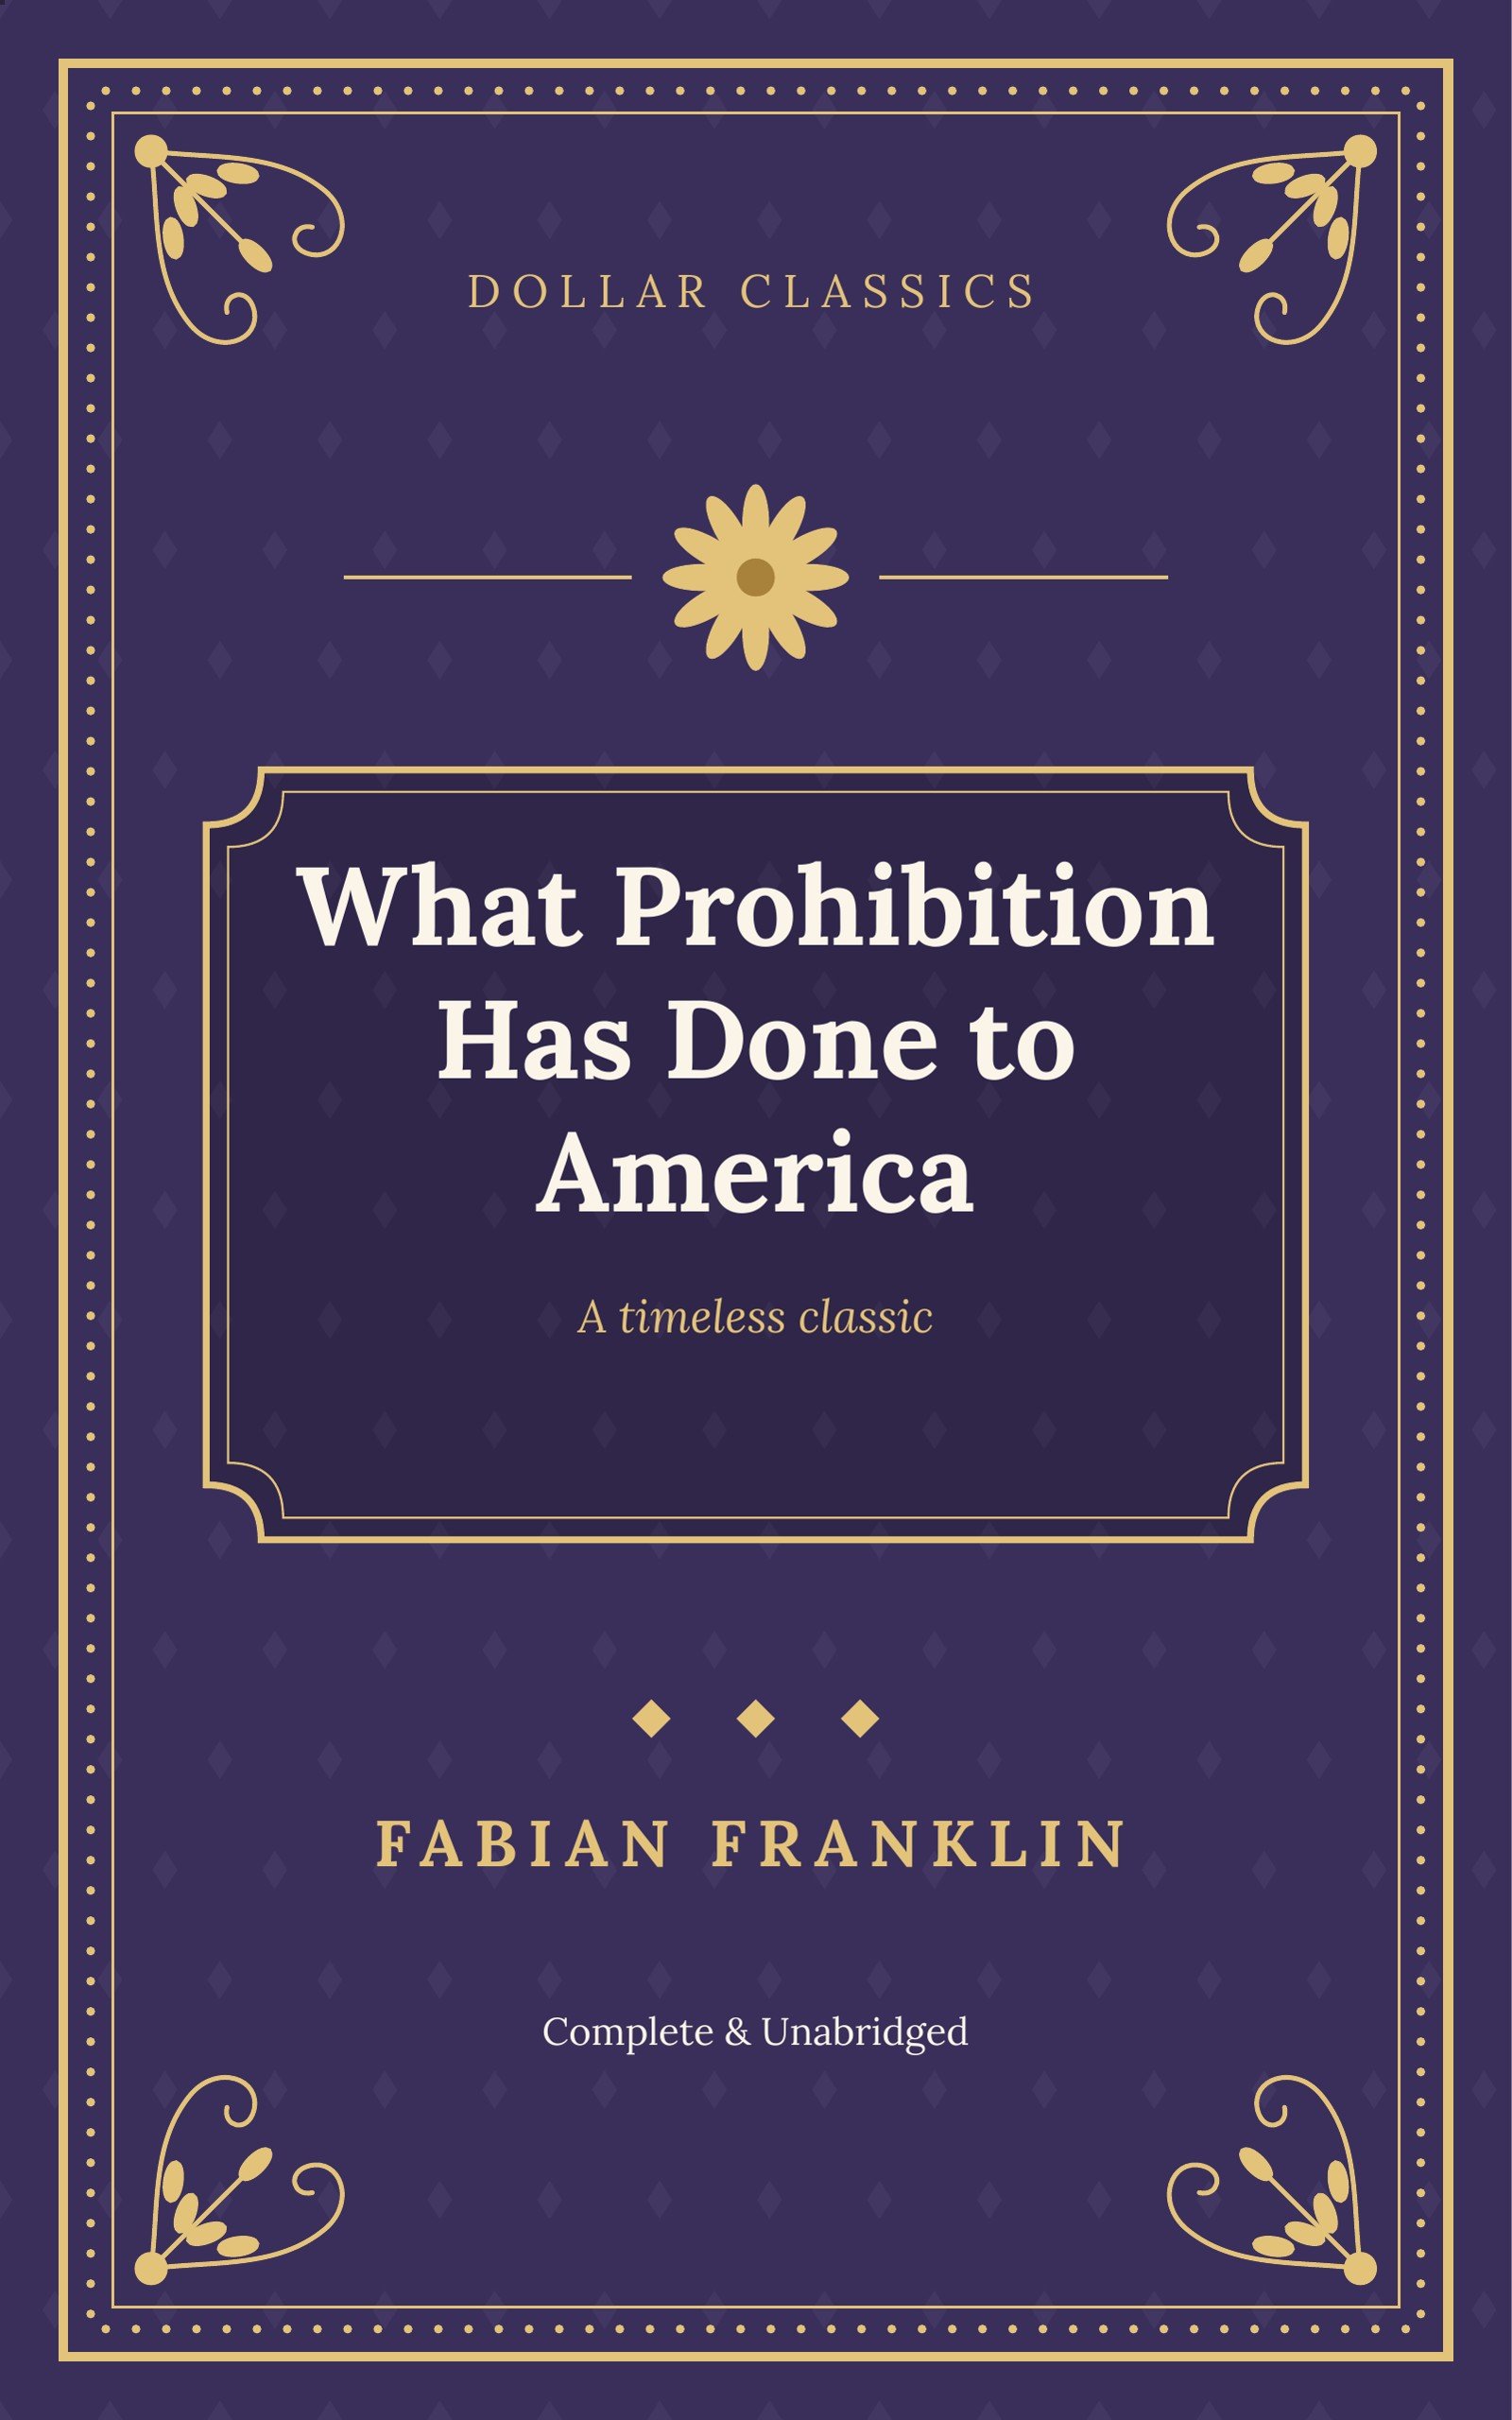 DOLLAR CLASSICS
What Prohibition
Has Done to
America
A timeless classic
FABIAN FRANKLIN
Complete & Unabridged